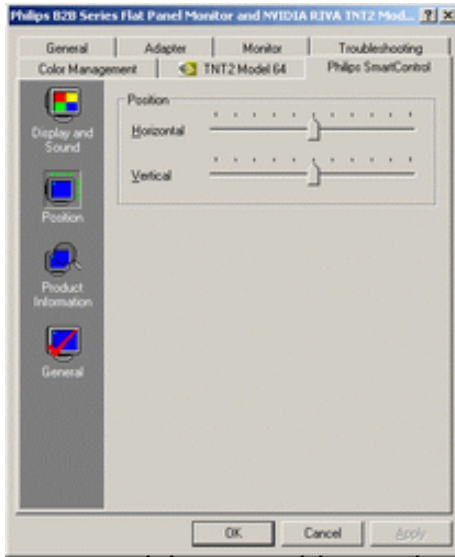 Philips B2B Series Flat Panel Monitor and NVIDIA RIVA TNT2 Mod...
General Adapter Monitor Troubleshooting
Color Management TNT2 Model 64 Philips SmartControl
Display and Sound
Position
Product Information
General
Position
Horizontal
Vertical
OK Cancel Apply